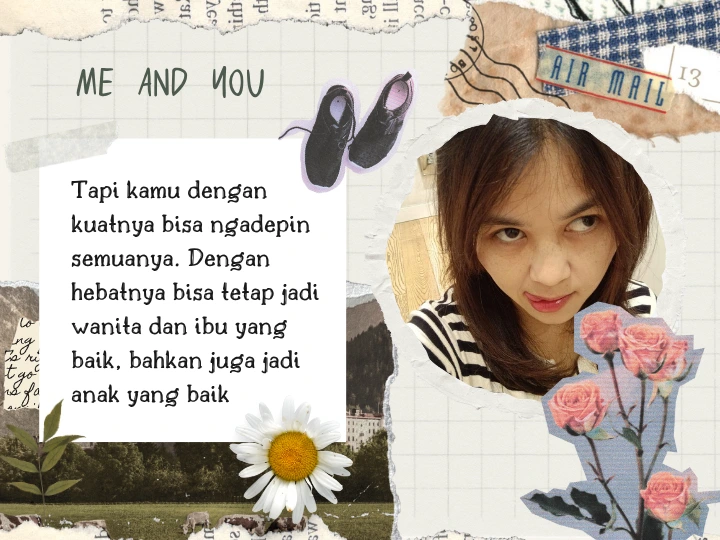 ME AND YOU
AIR MAIL
13
Tapi kamu dengan
kuatnya bisa ngadepin
semuanya. Dengan
hebatnya bisa tetap jadi
wanita dan ibu yang
baik, bahkan juga jadi
anak yang baik